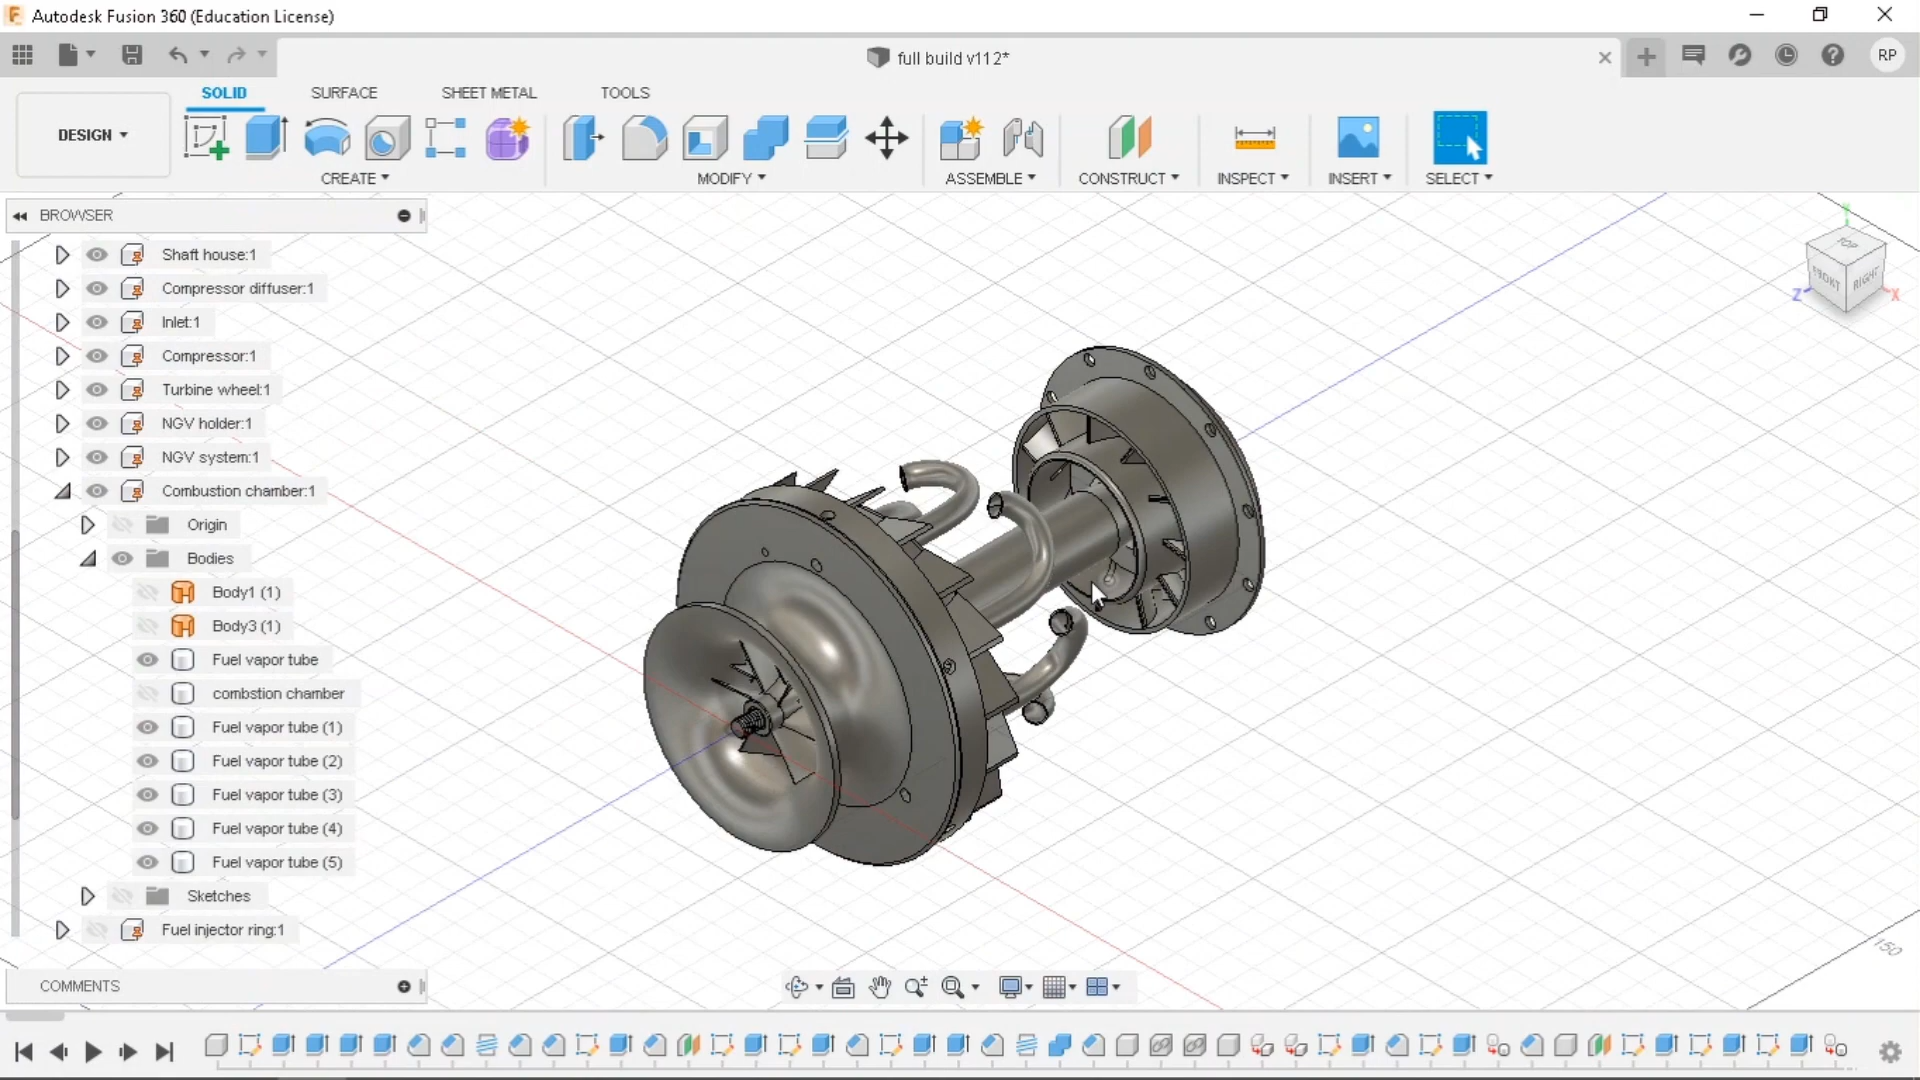 Autodesk Fusion 360 (Education License)
full build v112*
RP
SOLID SURFACE SHEET METAL TOOLS
DESIGN
CREATE MODIFY ASSEMBLE CONSTRUCT INSPECT INSERT SELECT
BROWSER
Shaft house:1
Compressor diffuser:1
Inlet:1
Compressor:1
Turbine wheel:1
NGV holder:1
NGV system:1
Combustion chamber:1
Origin
Bodies
Body1 (1)
Body3 (1)
Fuel vapor tube
combstion chamber
Fuel vapor tube (1)
Fuel vapor tube (2)
Fuel vapor tube (3)
Fuel vapor tube (4)
Fuel vapor tube (5)
Sketches
Fuel injector ring:1
TOP
FRONT
RIGHT
Z
X
150
COMMENTS